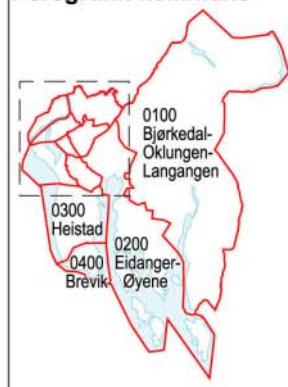 0100
Bjørkedal-
Oklungen-
Langangen
0300
Heistad
0200
Eidanger-
Øyene
0400
Brevik